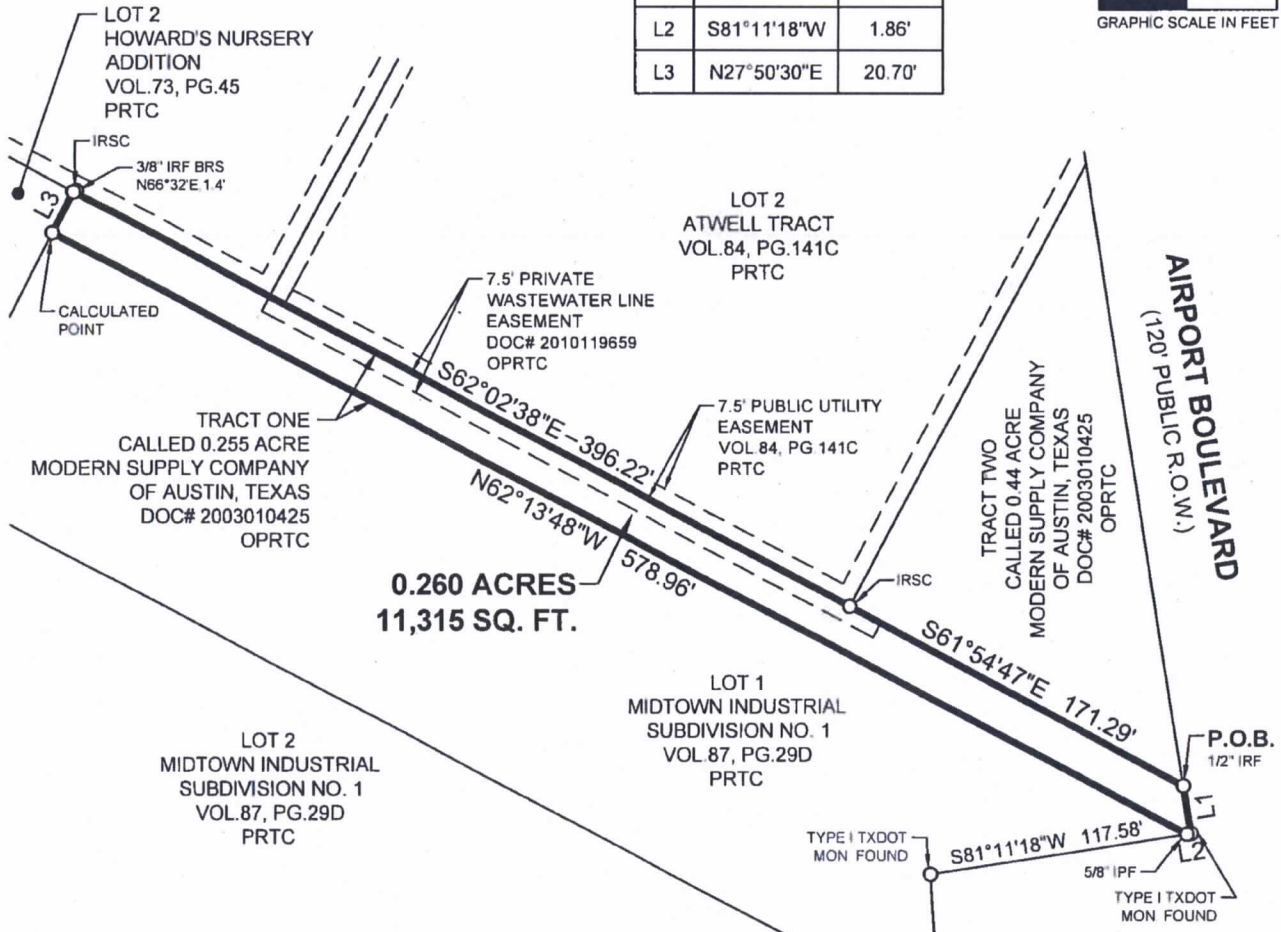 LOT 2
HOWARD'S NURSERY
ADDITION
VOL.73, PG.45
PRTC
L2 S81°11'18"W 1.86'
L3 N27°50'30"E 20.70'
GRAPHIC SCALE IN FEET
IRSC
3/8" IRF BRS
N66°32'E 1.4'
L3
CALCULATED
POINT
LOT 2
ATWELL TRACT
VOL.84, PG.141C
PRTC
7.5' PRIVATE
WASTEWATER LINE
EASEMENT
DOC# 2010119659
OPRTC
AIRPORT BOULEVARD
(120' PUBLIC R.O.W.)
S62°02'38"E 396.22'
7.5' PUBLIC UTILITY
EASEMENT
VOL.84, PG.141C
PRTC
TRACT TWO
CALLED 0.44 ACRE
MODERN SUPPLY COMPANY
OF AUSTIN, TEXAS
DOC# 2003010425
OPRTC
TRACT ONE
CALLED 0.255 ACRE
MODERN SUPPLY COMPANY
OF AUSTIN, TEXAS
DOC# 2003010425
OPRTC
N62°13'48"W 578.96'
0.260 ACRES
11,315 SQ. FT.
IRSC
S61°54'47"E 171.29'
LOT 1
MIDTOWN INDUSTRIAL
SUBDIVISION NO. 1
VOL.87, PG.29D
PRTC
LOT 2
MIDTOWN INDUSTRIAL
SUBDIVISION NO. 1
VOL.87, PG.29D
PRTC
P.O.B.
1/2" IRF
L1
TYPE I TXDOT
MON FOUND
S81°11'18"W 117.58'
L2
5/8" IPF
TYPE I TXDOT
MON FOUND